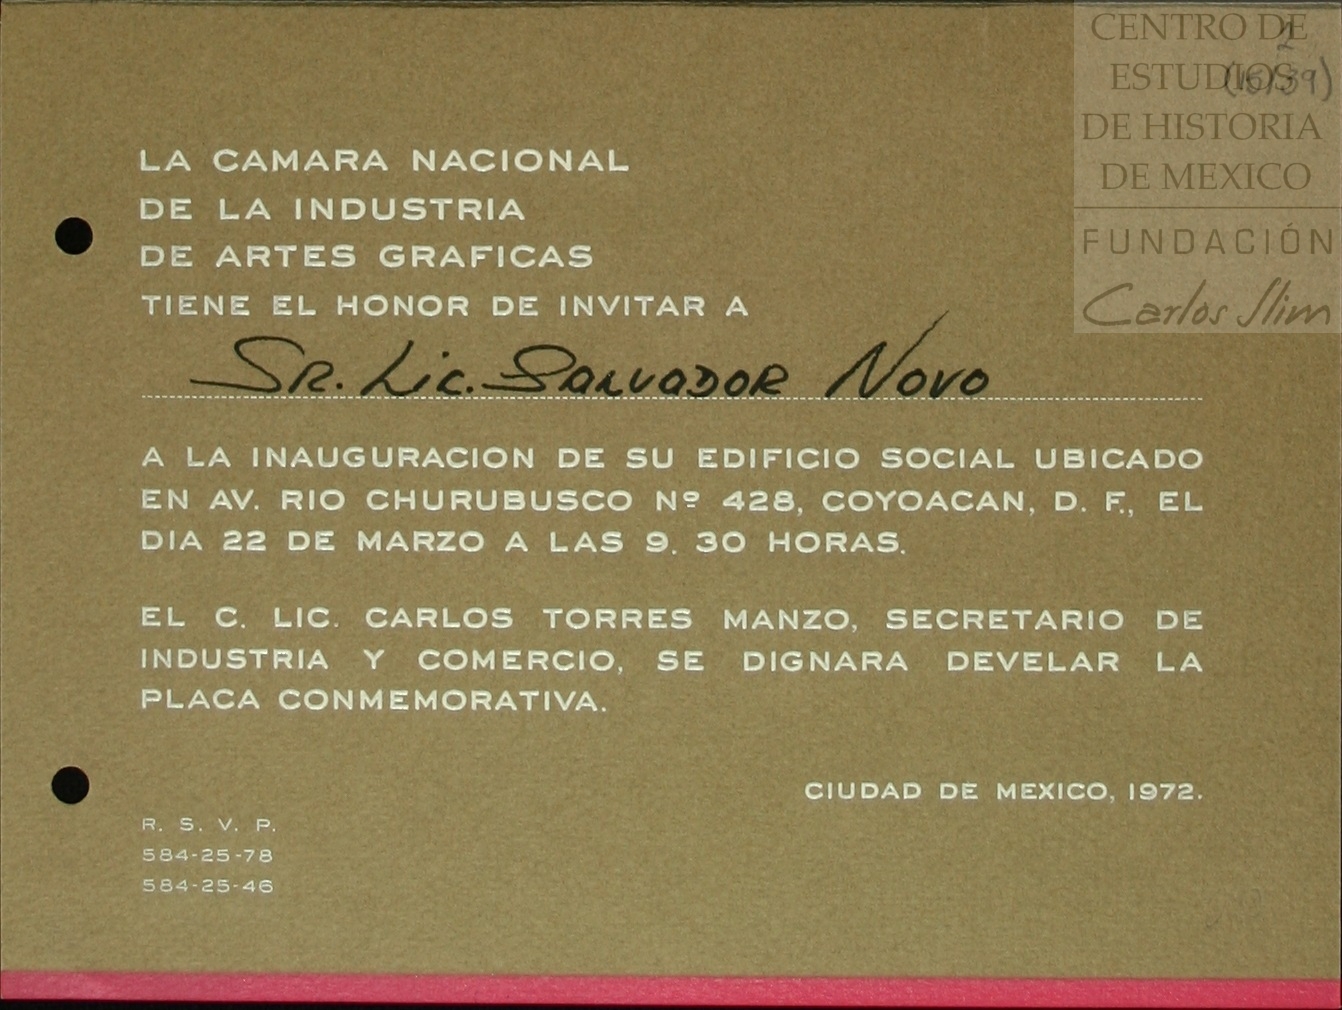 CENTRO DE
ESTUDIOS
DE HISTORIA
DE MEXICO
FUNDACIÓN
Carlos Slim
2
(15/39)
LA CAMARA NACIONAL
DE LA INDUSTRIA
DE ARTES GRAFICAS
TIENE EL HONOR DE INVITAR A
SR. LIC. SALVADOR NOVO
A LA INAUGURACION DE SU EDIFICIO SOCIAL UBICADO
EN AV. RIO CHURUBUSCO Nº 428, COYOACAN, D. F., EL
DIA 22 DE MARZO A LAS 9. 30 HORAS.
EL C. LIC. CARLOS TORRES MANZO, SECRETARIO DE
INDUSTRIA Y COMERCIO, SE DIGNARA DEVELAR LA
PLACA CONMEMORATIVA.
CIUDAD DE MEXICO, 1972.
R. S. V. P.
584-25-78
584-25-46